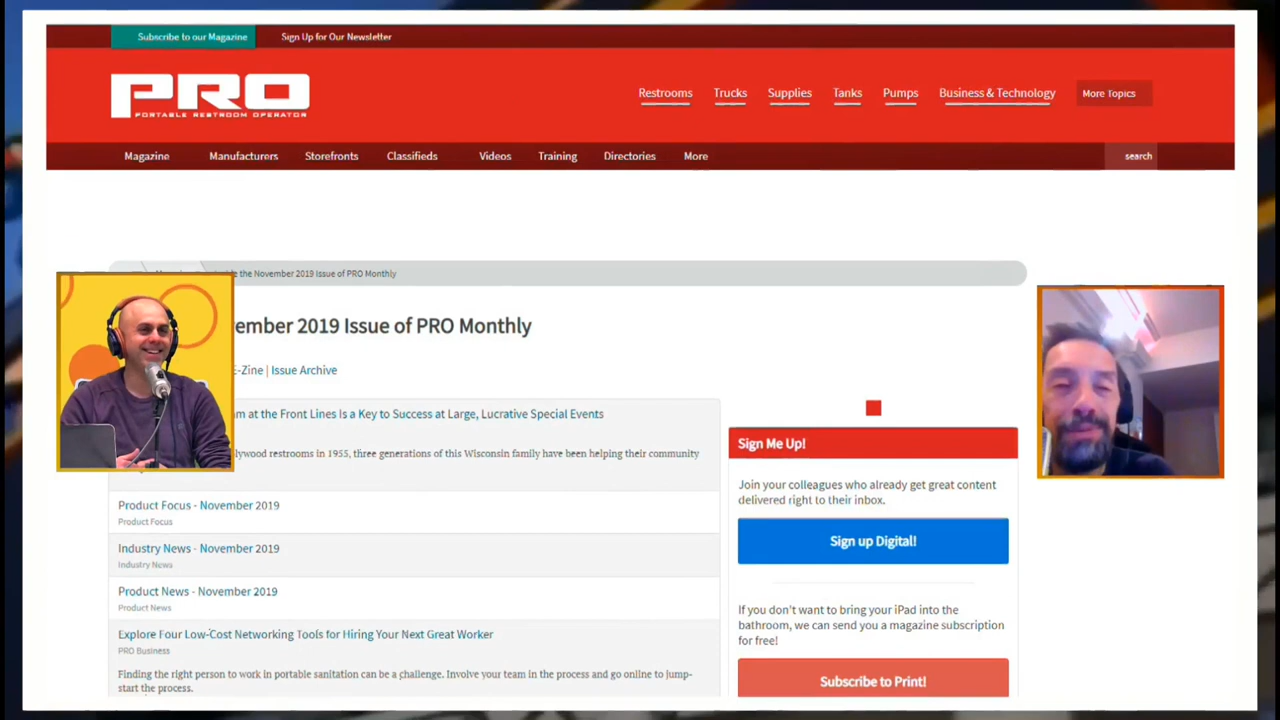 Subscribe to our Magazine Sign Up for Our Newsletter
PRO
PORTABLE RESTROOM OPERATOR
Restrooms Trucks Supplies Tanks Pumps Business & Technology More Topics
Magazine Manufacturers Storefronts Classifieds Videos Training Directories More search
the November 2019 Issue of PRO Monthly
ember 2019 Issue of PRO Monthly
E-Zine | Issue Archive
am at the Front Lines Is a Key to Success at Large, Lucrative Special Events
lywood restrooms in 1955, three generations of this Wisconsin family have been helping their community
Product Focus - November 2019
Product Focus
Industry News - November 2019
Industry News
Product News - November 2019
Product News
Explore Four Low-Cost Networking Tools for Hiring Your Next Great Worker
PRO Business
Finding the right person to work in portable sanitation can be a challenge. Involve your team in the process and go online to jump-
start the process.
Sign Me Up!
Join your colleagues who already get great content
delivered right to their inbox.
Sign up Digital!
If you don't want to bring your iPad into the
bathroom, we can send you a magazine subscription
for free!
Subscribe to Print!